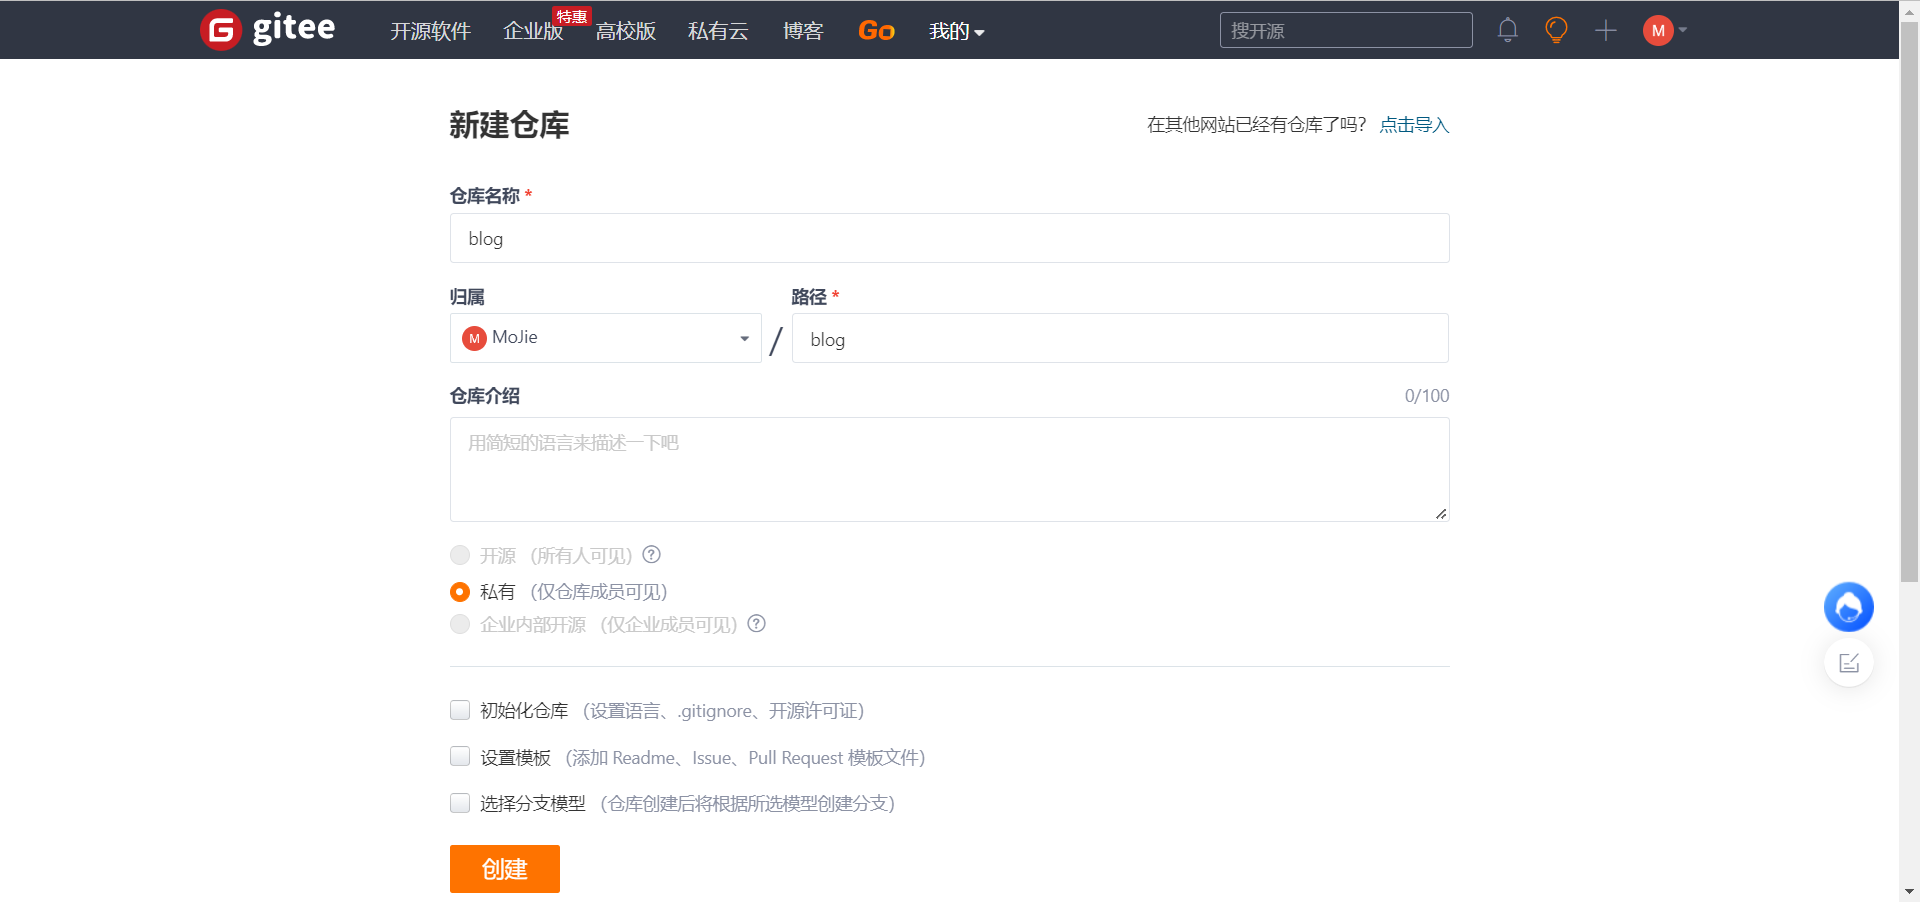 gitee 开源软件 企业版 特惠 高校版 私有云 博客 Go 我的 搜开源 M
新建仓库 在其他网站已经有仓库了吗？ 点击导入
仓库名称 *
blog
归属 路径 *
M MoJie / blog
仓库介绍 0/100
用简短的语言来描述一下吧
开源 （所有人可见） ?
私有 （仅仓库成员可见）
企业内部开源 （仅企业成员可见） ?
初始化仓库 （设置语言、.gitignore、开源许可证）
设置模板 （添加 Readme、Issue、Pull Request 模板文件）
选择分支模型 （仓库创建后将根据所选模型创建分支）
创建